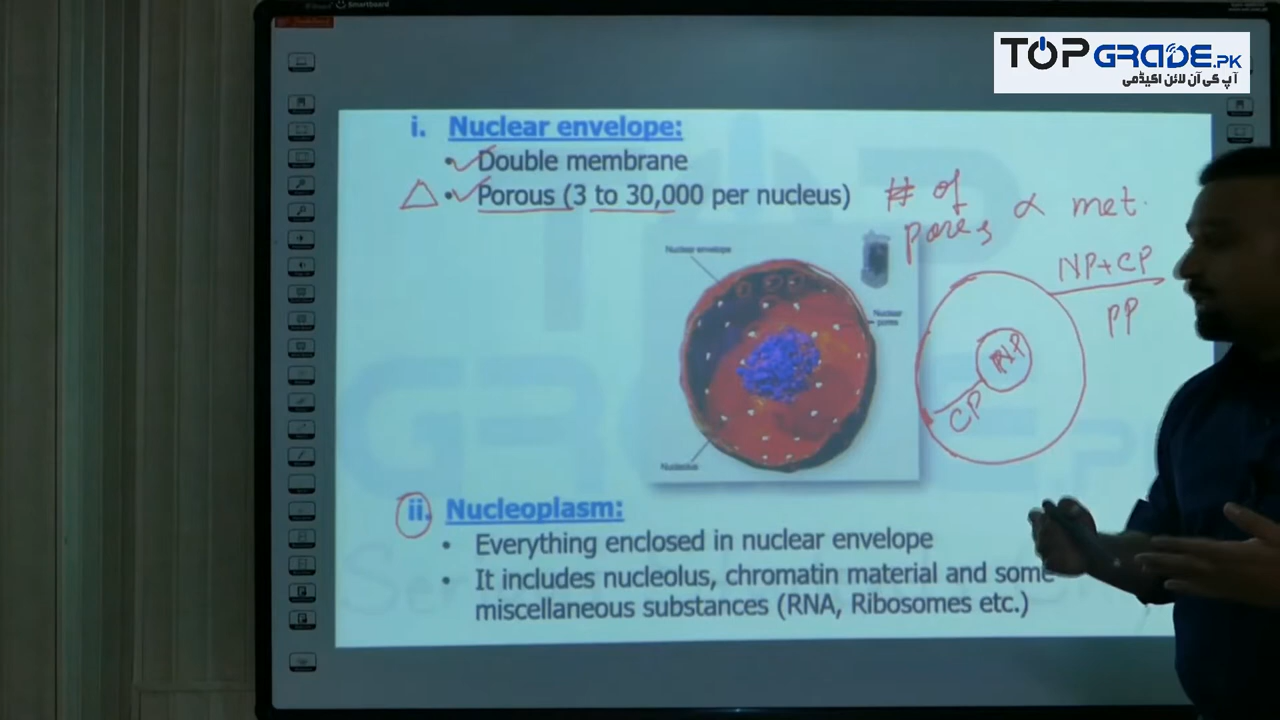 Smartboard
TOPGRADE.PK
آپ کی آن لائن اکیڈمی
i. Nuclear envelope:
• Double membrane
• Porous (3 to 30,000 per nucleus)
# of pores ∝ met.
Nuclear envelope
Nuclear pores
NP+CP
PP
NP
CP
Nucleolus
ii. Nucleoplasm:
• Everything enclosed in nuclear envelope
• It includes nucleolus, chromatin material and some
miscellaneous substances (RNA, Ribosomes etc.)